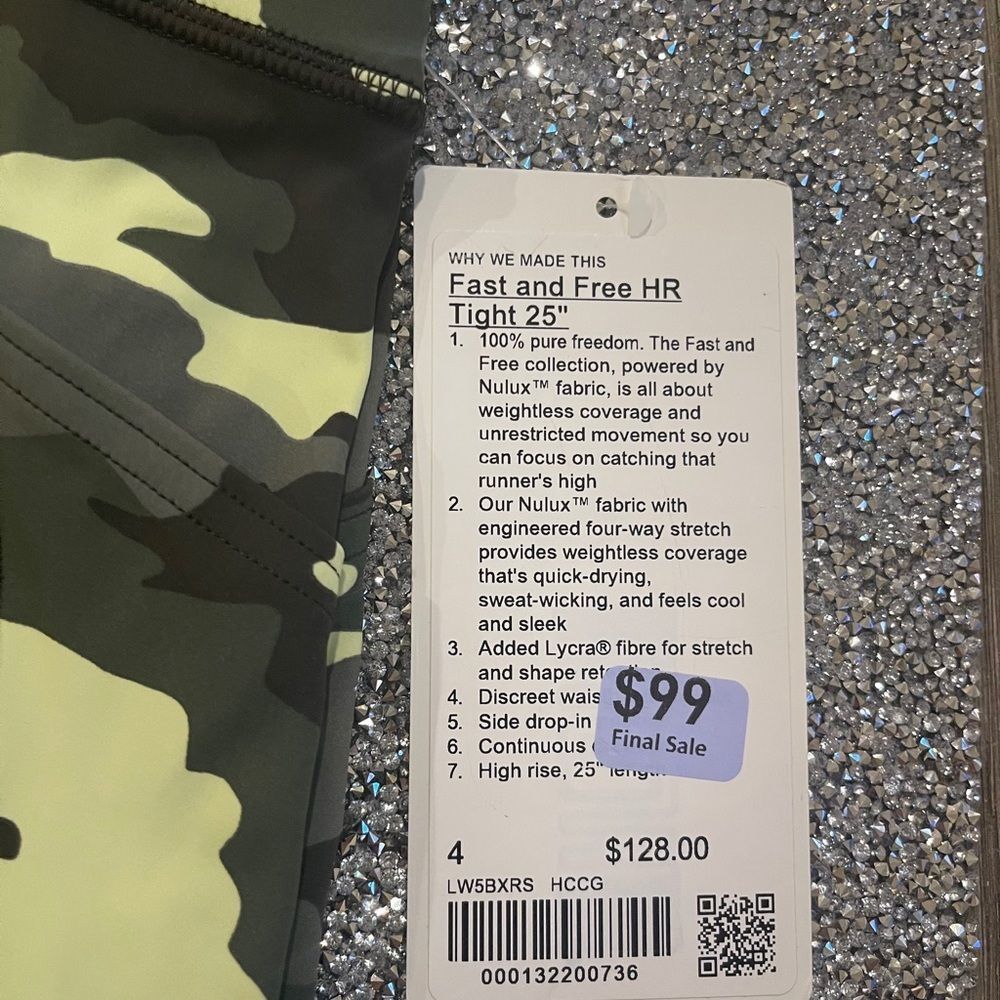 WHY WE MADE THIS
Fast and Free HR
Tight 25"
1. 100% pure freedom. The Fast and
Free collection, powered by
Nulux™ fabric, is all about
weightless coverage and
unrestricted movement so you
can focus on catching that
runner's high
2. Our Nulux™ fabric with
engineered four-way stretch
provides weightless coverage
that's quick-drying,
sweat-wicking, and feels cool
and sleek
3. Added Lycra® fibre for stretch
and shape
4. Discreet
5. Side drop-in
6. Continuous
7. High rise, 25" length
$99
Final Sale
4 $128.00
LW5BXRS HCCG
000132200736